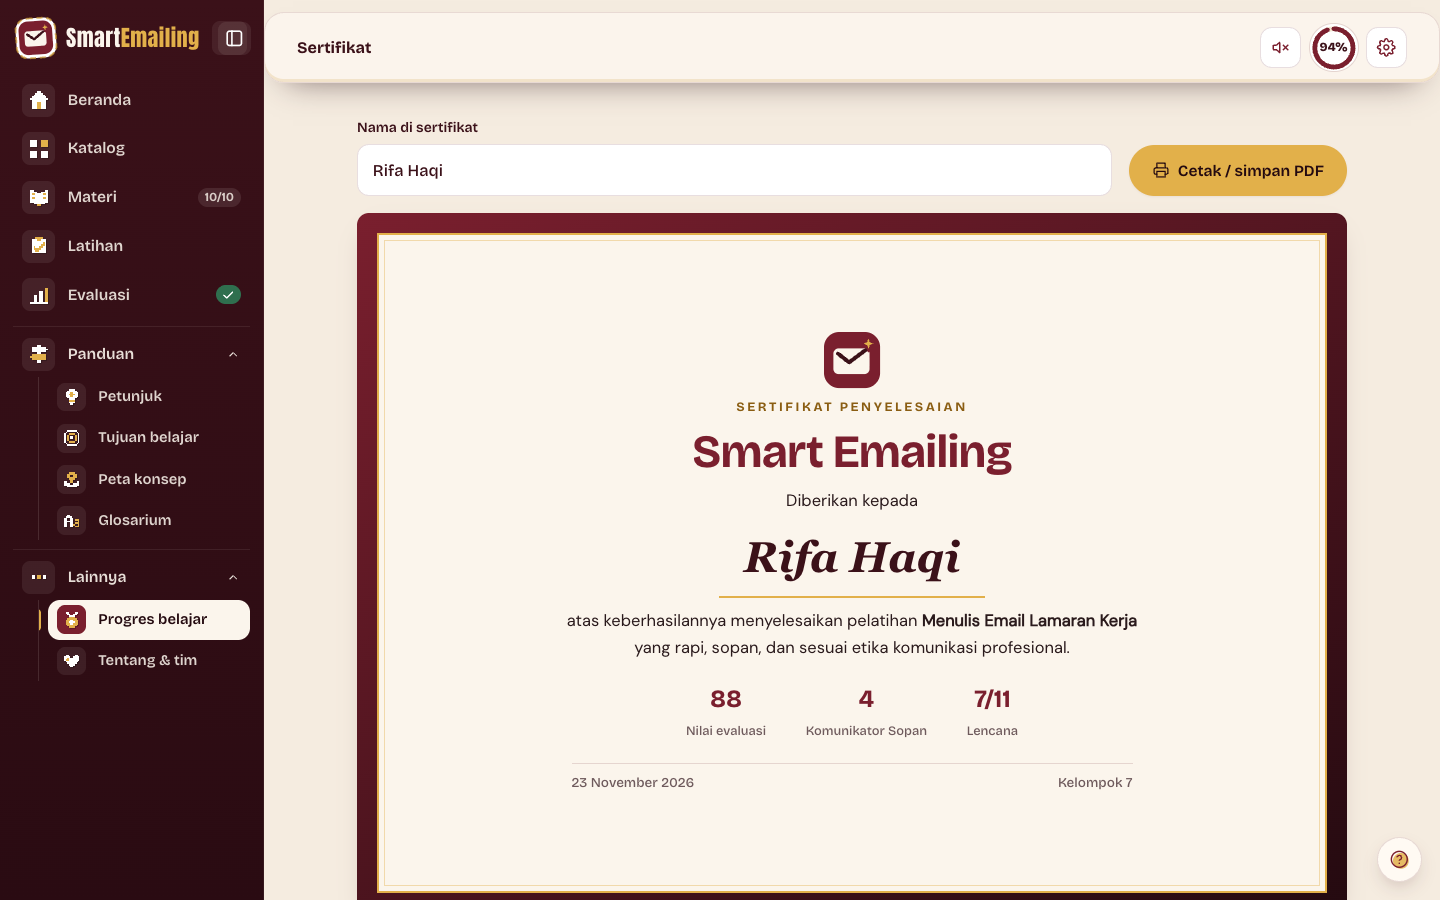 SmartEmailing
Beranda
Katalog
Materi
10/10
Latihan
Evaluasi
Panduan
Petunjuk
Tujuan belajar
Peta konsep
Glosarium
Lainnya
Progres belajar
Tentang & tim
Sertifikat
94%
Nama di sertifikat
Rifa Haqi
Cetak / simpan PDF
SERTIFIKAT PENYELESAIAN
Smart Emailing
Diberikan kepada
Rifa Haqi
atas keberhasilannya menyelesaikan pelatihan Menulis Email Lamaran Kerja
yang rapi, sopan, dan sesuai etika komunikasi profesional.
88
Nilai evaluasi
4
Komunikator Sopan
7/11
Lencana
23 November 2026
Kelompok 7